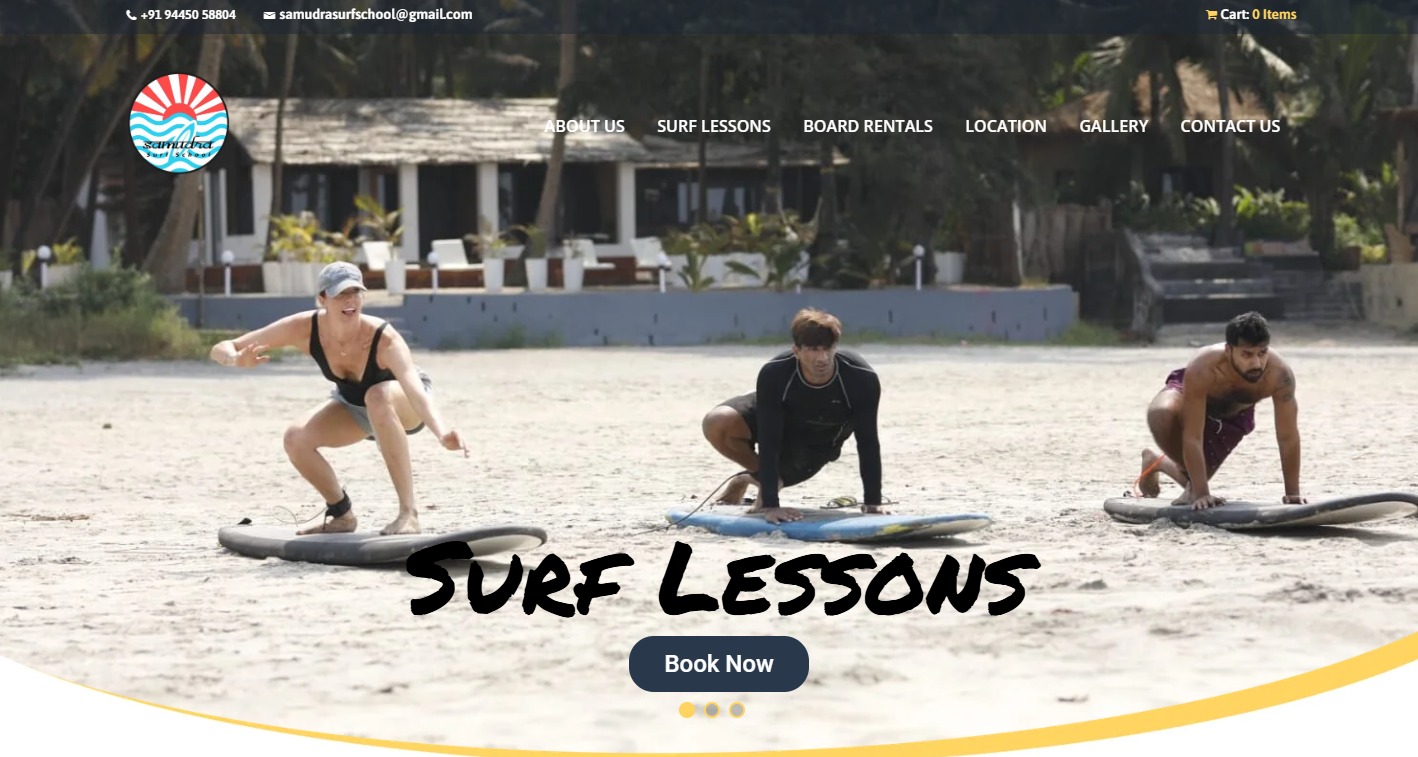 +91 94450 58804 samudrasurfschool@gmail.com Cart: 0 Items
samudra
Surf School
ABOUT US SURF LESSONS BOARD RENTALS LOCATION GALLERY CONTACT US
SURF LESSONS
Book Now